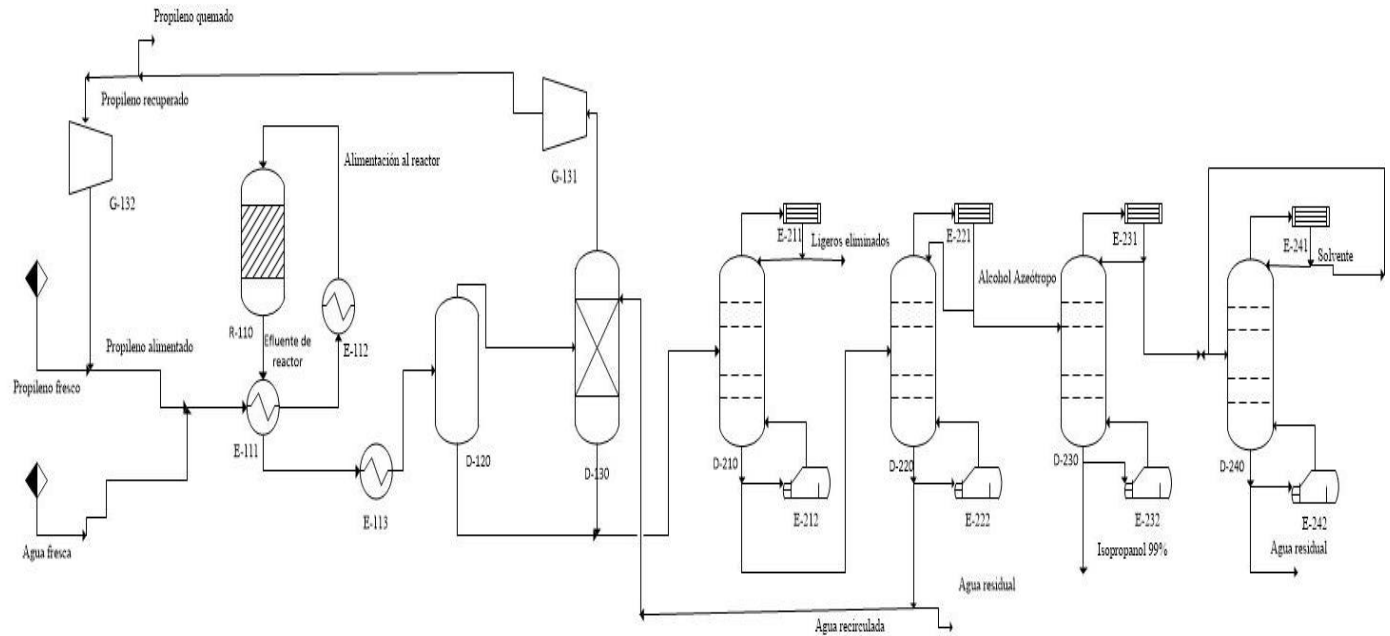 Propileno quemado
Propileno recuperado
G-132
G-131
Alimentación al reactor
R-110
Efluente de
reactor
E-112
Propileno alimentado
Propileno fresco
E-111
E-113
Agua fresca
D-120
D-130
E-211
Ligeros eliminados
E-221
Alcohol Azeótropo
E-231
E-241
Solvente
D-210
E-212
D-220
E-222
D-230
E-232
D-240
E-242
Isopropanol 99%
Agua residual
Agua residual
Agua recirculada